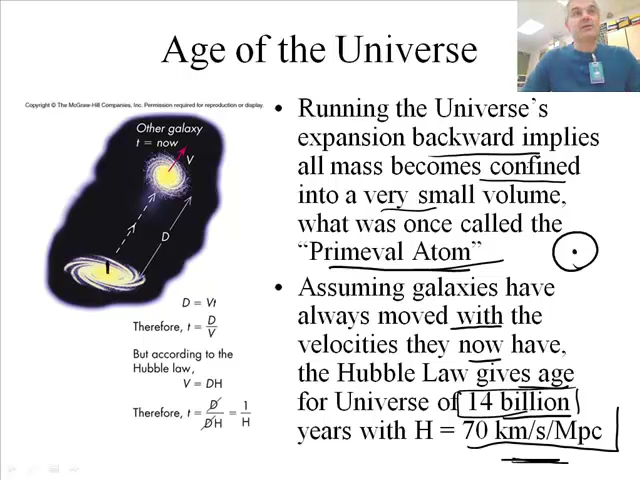 Age of the Universe
Copyright © The McGraw-Hill Companies, Inc. Permission required for reproduction or display.
Other galaxy
t = now
V
D
D = Vt
Therefore, t = D/V
But according to the
Hubble law,
V = DH
Therefore, t = D/DH = 1/H
• Running the Universe's
expansion backward implies
all mass becomes confined
into a very small volume,
what was once called the
“Primeval Atom”
• Assuming galaxies have
always moved with the
velocities they now have,
the Hubble Law gives age
for Universe of 14 billion
years with H = 70 km/s/Mpc